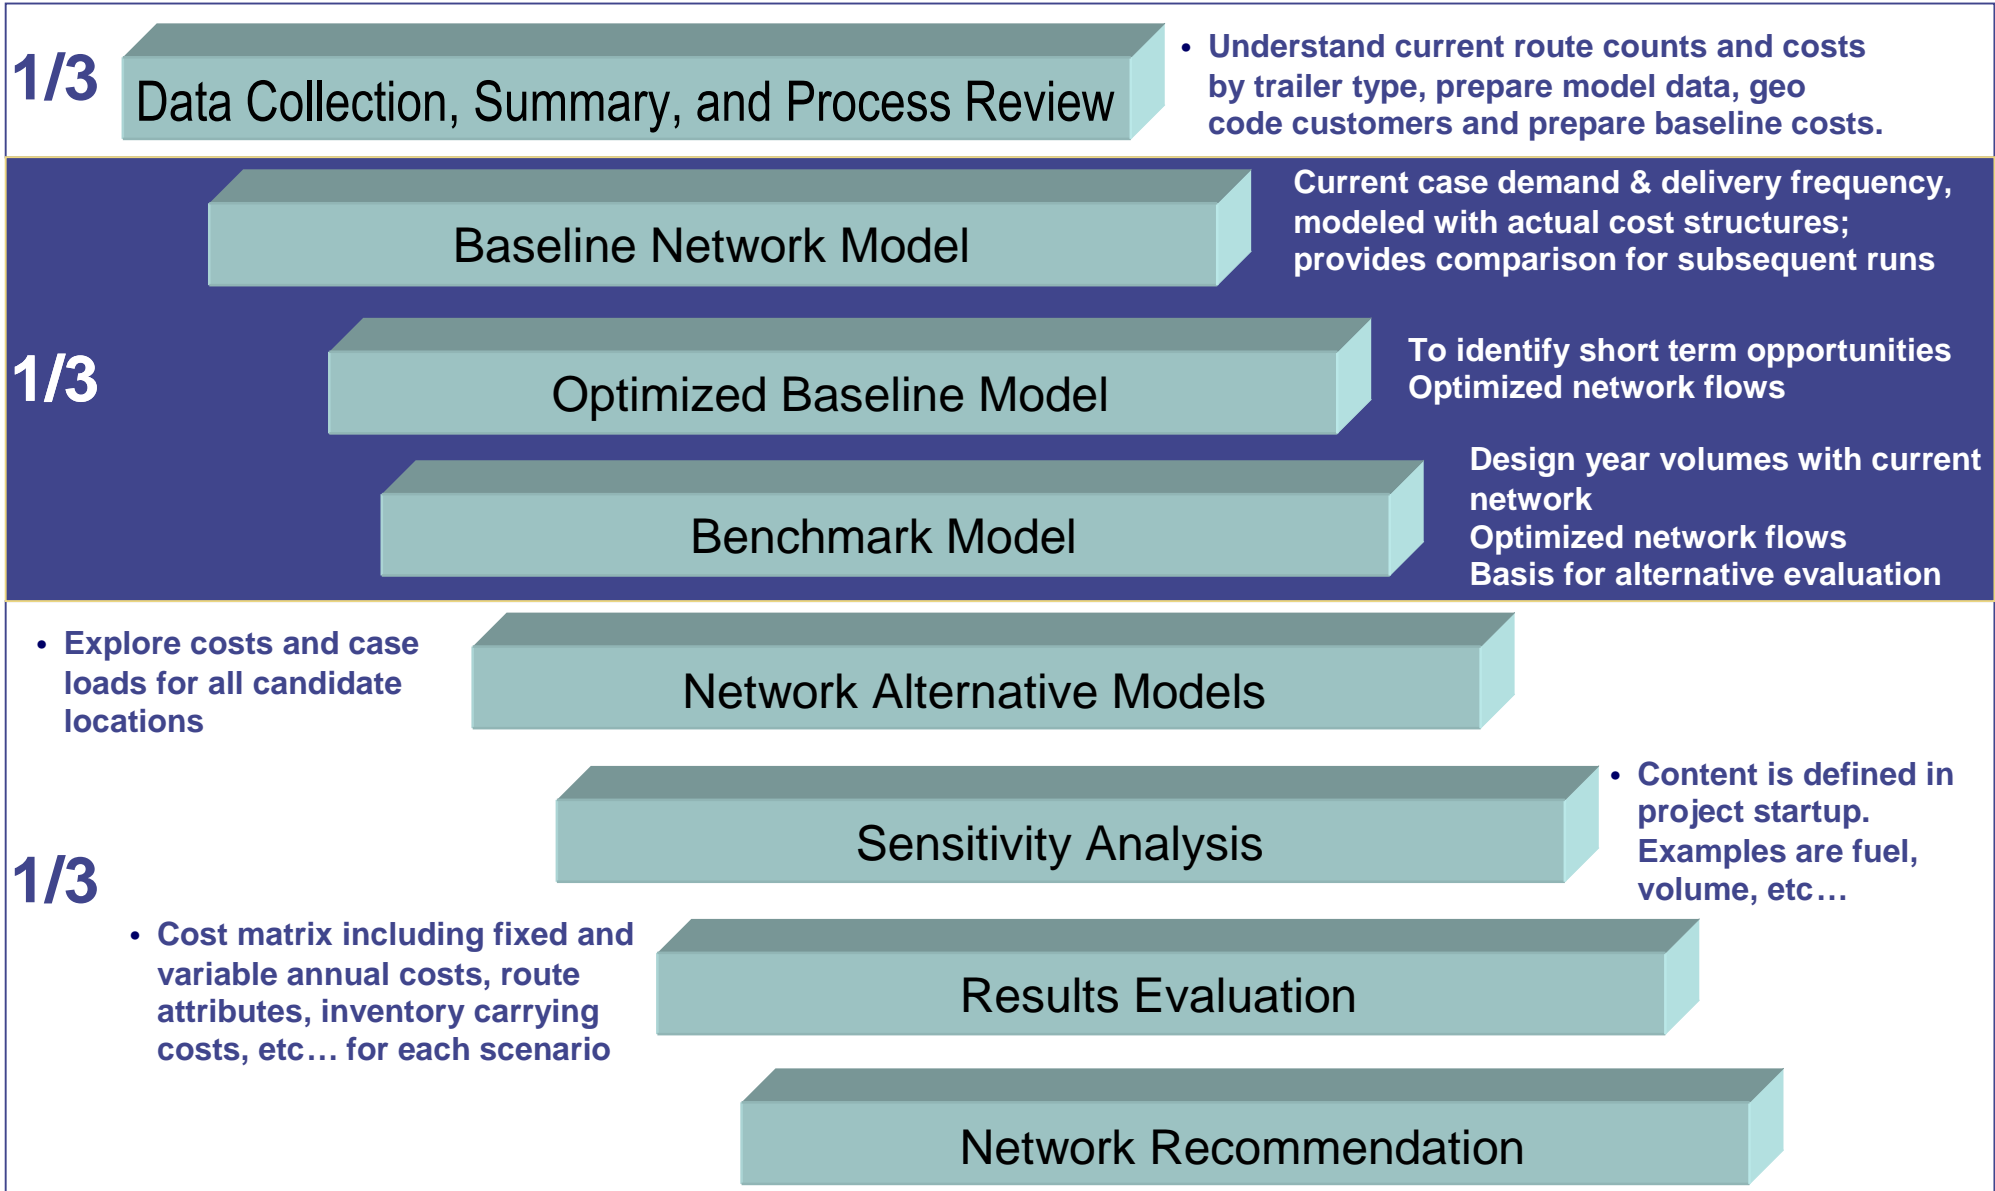 1/3
Data Collection, Summary, and Process Review
• Understand current route counts and costs
by trailer type, prepare model data, geo
code customers and prepare baseline costs.
1/3
Baseline Network Model
Current case demand & delivery frequency,
modeled with actual cost structures;
provides comparison for subsequent runs
Optimized Baseline Model
To identify short term opportunities
Optimized network flows
Benchmark Model
Design year volumes with current
network
Optimized network flows
Basis for alternative evaluation
1/3
• Explore costs and case
loads for all candidate
locations
Network Alternative Models
Sensitivity Analysis
• Content is defined in
project startup.
Examples are fuel,
volume, etc…
• Cost matrix including fixed and
variable annual costs, route
attributes, inventory carrying
costs, etc… for each scenario
Results Evaluation
Network Recommendation